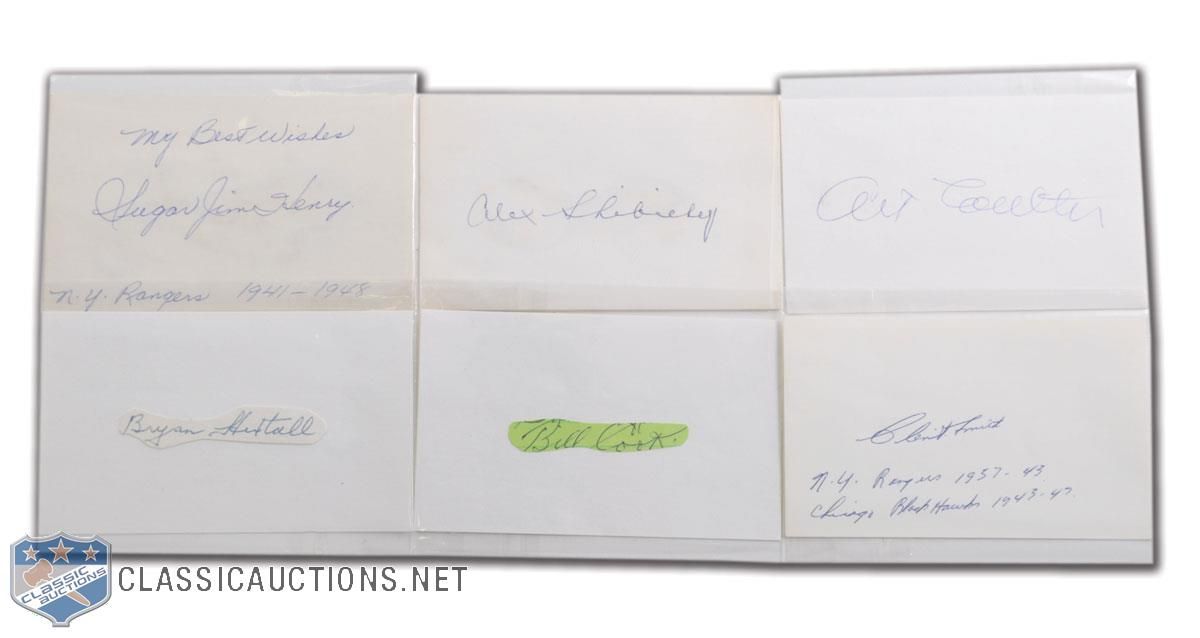 My Best Wishes
Sugar Jim Henry
N.Y. Rangers 1941-1948
Alex Shibicky
Art Coulter
Bryan Hextall
Bill Cook.
Clint Smith
N.Y. Rangers 1937-43
Chicago Black Hawks 1943-47.
CLASSIC
AUCTIONS
CLASSICAUCTIONS.NET